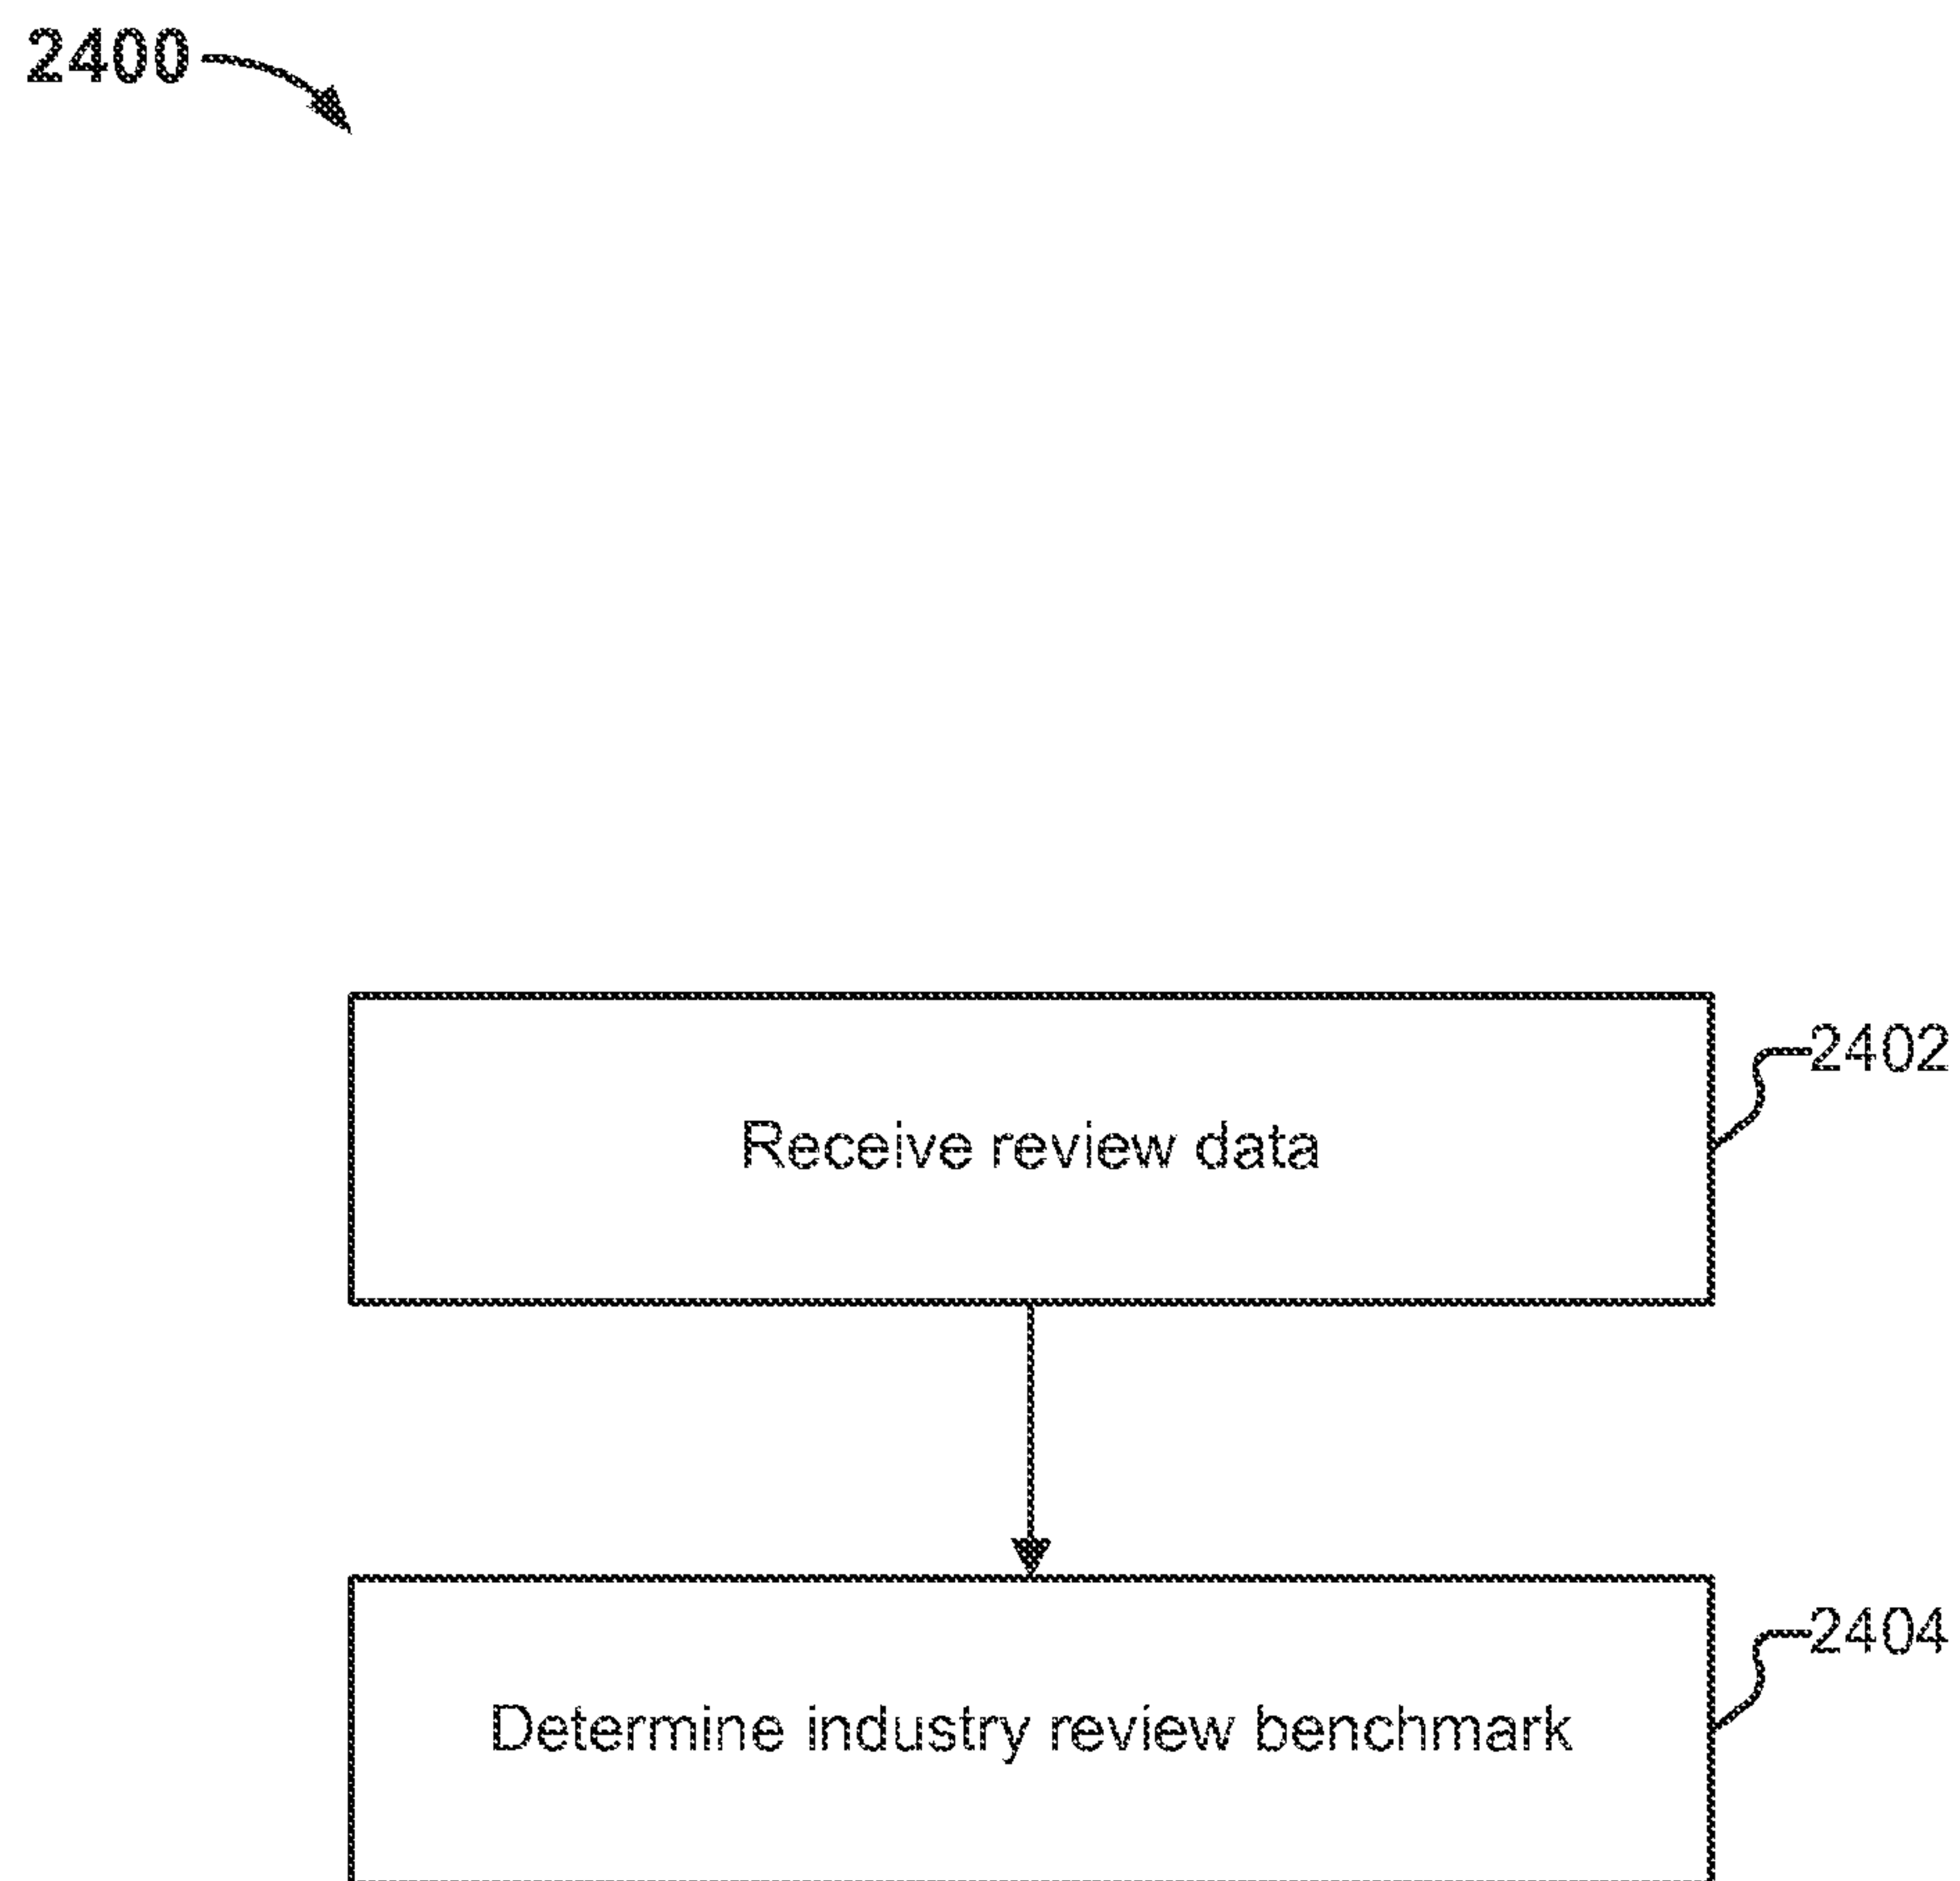 2400
2402
Receive review data
2404
Determine industry review benchmark